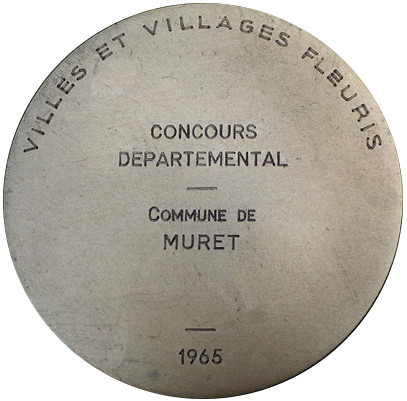 VILLES ET VILLAGES FLEURIS
CONCOURS
DEPARTEMENTAL
COMMUNE DE
MURET
1965